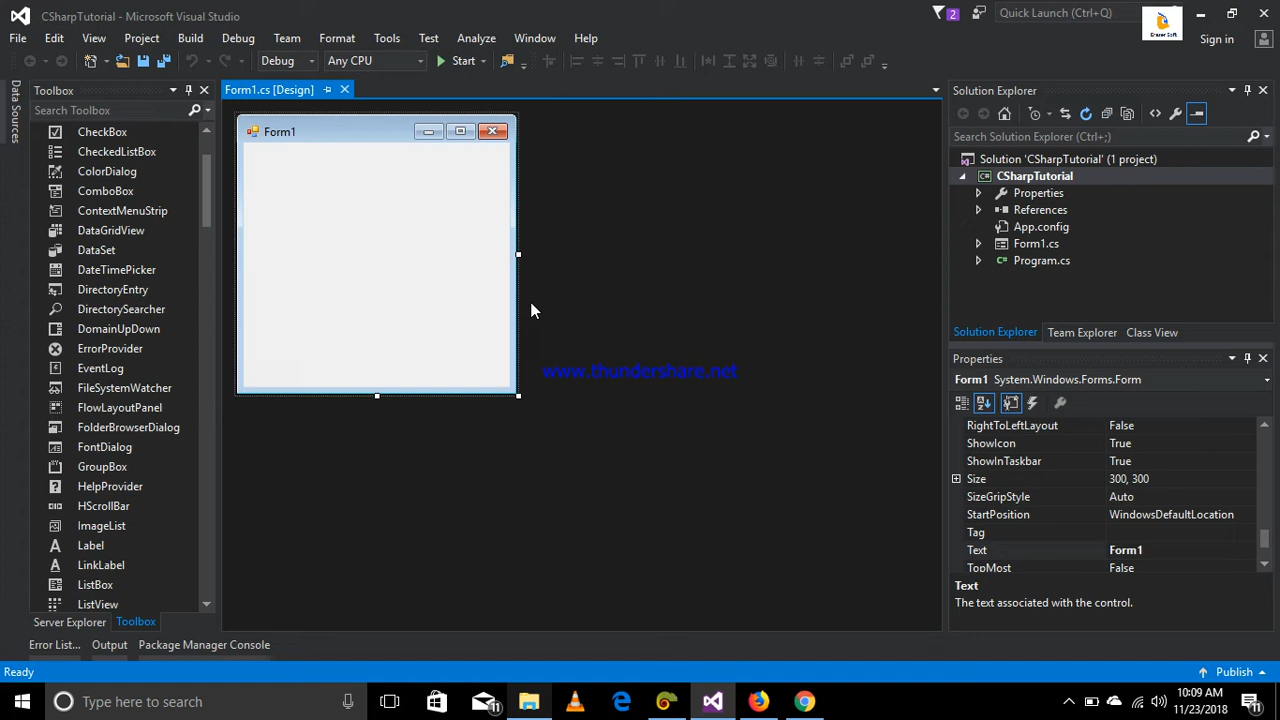 CSharpTutorial - Microsoft Visual Studio
2
Quick Launch (Ctrl+Q)
Eraser Soft
File Edit View Project Build Debug Team Format Tools Test Analyze Window Help
Sign in
Debug Any CPU Start
Data Sources
Toolbox
Search Toolbox
CheckBox
CheckedListBox
ColorDialog
ComboBox
ContextMenuStrip
DataGridView
DataSet
DateTimePicker
DirectoryEntry
DirectorySearcher
DomainUpDown
ErrorProvider
EventLog
FileSystemWatcher
FlowLayoutPanel
FolderBrowserDialog
FontDialog
GroupBox
HelpProvider
HScrollBar
ImageList
Label
LinkLabel
ListBox
ListView
Server Explorer Toolbox
Form1.cs [Design]
Form1
www.thundershare.net
Solution Explorer
Search Solution Explorer (Ctrl+;)
Solution 'CSharpTutorial' (1 project)
CSharpTutorial
Properties
References
App.config
Form1.cs
Program.cs
Solution Explorer Team Explorer Class View
Properties
Form1 System.Windows.Forms.Form
RightToLeftLayout False
ShowIcon True
ShowInTaskbar True
Size 300, 300
SizeGripStyle Auto
StartPosition WindowsDefaultLocation
Tag
Text Form1
TopMost False
Text
The text associated with the control.
Error List... Output Package Manager Console
Ready
Publish
Type here to search
11
10:09 AM
11/23/2018
11